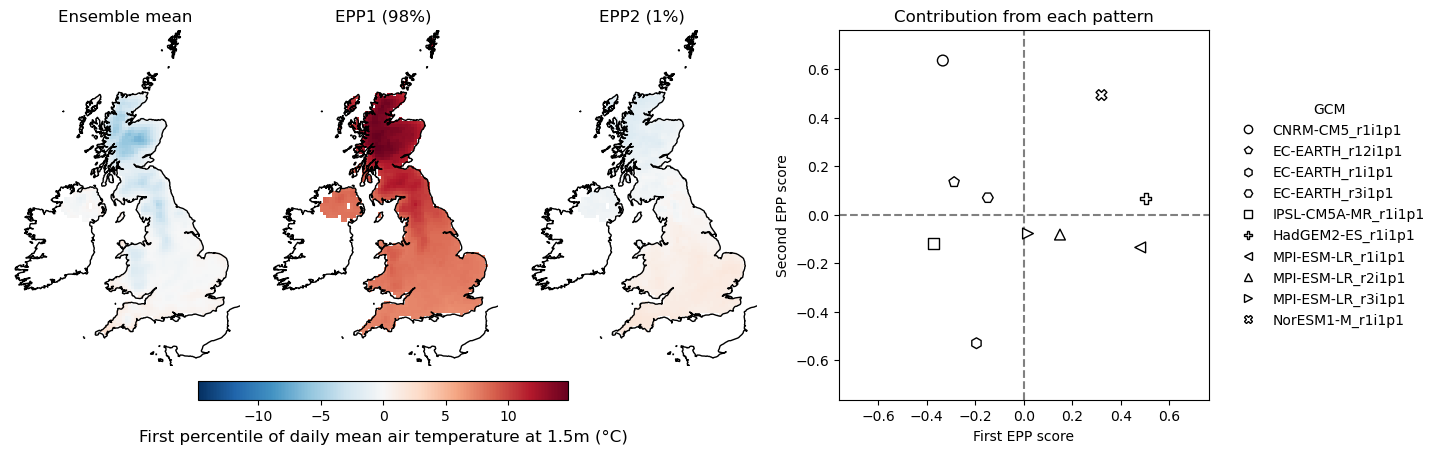 Ensemble mean
EPP1 (98%)
EPP2 (1%)
−10
−5
0
5
10
First percentile of daily mean air temperature at 1.5m (°C)
Contribution from each pattern
Second EPP score
0.6
0.4
0.2
0.0
−0.2
−0.4
−0.6
−0.6
−0.4
−0.2
0.0
0.2
0.4
0.6
First EPP score
GCM
CNRM-CM5_r1i1p1
EC-EARTH_r12i1p1
EC-EARTH_r1i1p1
EC-EARTH_r3i1p1
IPSL-CM5A-MR_r1i1p1
HadGEM2-ES_r1i1p1
MPI-ESM-LR_r1i1p1
MPI-ESM-LR_r2i1p1
MPI-ESM-LR_r3i1p1
NorESM1-M_r1i1p1